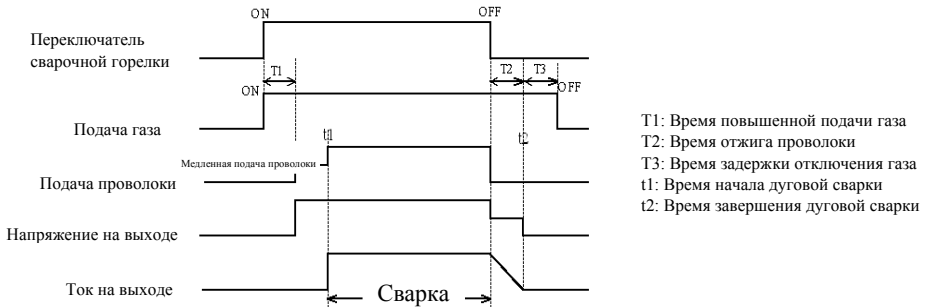 ON
OFF
Переключатель
сварочной горелки
T1
T2
T3
ON
OFF
Подача газа
t1
t2
Медленная подача проволоки
Подача проволоки
Напряжение на выходе
Ток на выходе
Сварка
T1: Время повышенной подачи газа
T2: Время отжига проволоки
T3: Время задержки отключения газа
t1: Время начала дуговой сварки
t2: Время завершения дуговой сварки